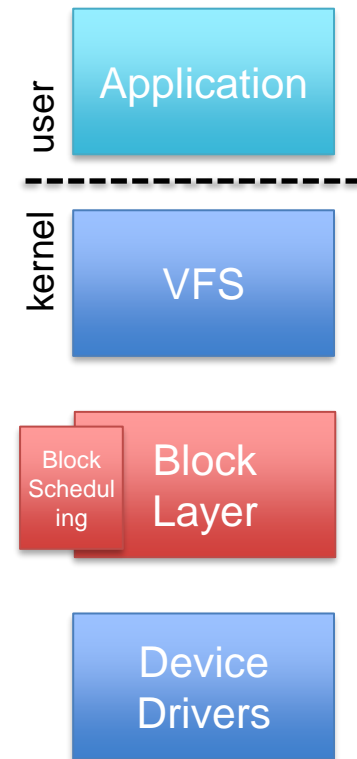 user
Application
kernel
VFS
Block
Schedul
ing
Block
Layer
Device
Drivers